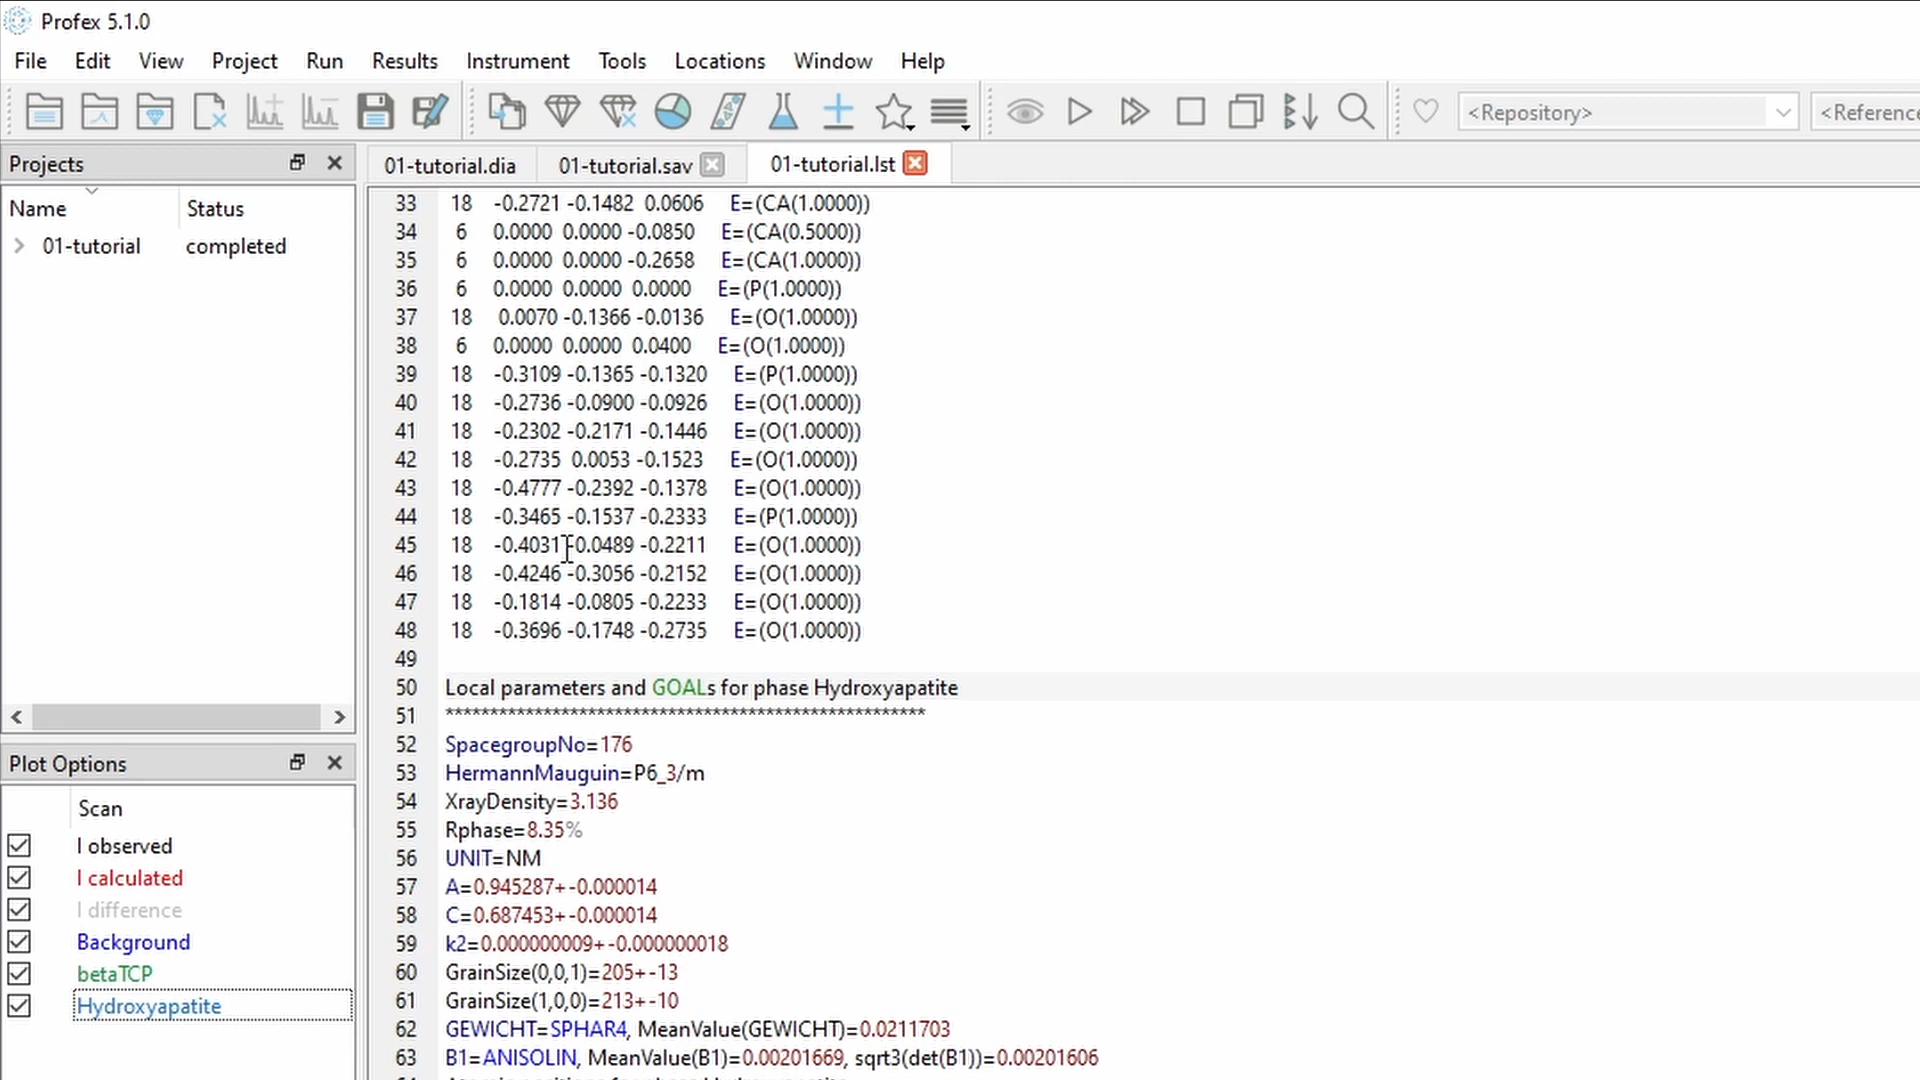 Profex 5.1.0
File Edit View Project Run Results Instrument Tools Locations Window Help
<Repository> <Reference
Projects
01-tutorial.dia 01-tutorial.sav 01-tutorial.lst
Name Status
01-tutorial completed
33 18 -0.2721 -0.1482 0.0606 E=(CA(1.0000))
34 6 0.0000 0.0000 -0.0850 E=(CA(0.5000))
35 6 0.0000 0.0000 -0.2658 E=(CA(1.0000))
36 6 0.0000 0.0000 0.0000 E=(P(1.0000))
37 18 0.0070 -0.1366 -0.0136 E=(O(1.0000))
38 6 0.0000 0.0000 0.0400 E=(O(1.0000))
39 18 -0.3109 -0.1365 -0.1320 E=(P(1.0000))
40 18 -0.2736 -0.0900 -0.0926 E=(O(1.0000))
41 18 -0.2302 -0.2171 -0.1446 E=(O(1.0000))
42 18 -0.2735 0.0053 -0.1523 E=(O(1.0000))
43 18 -0.4777 -0.2392 -0.1378 E=(O(1.0000))
44 18 -0.3465 -0.1537 -0.2333 E=(P(1.0000))
45 18 -0.4031 -0.0489 -0.2211 E=(O(1.0000))
46 18 -0.4246 -0.3056 -0.2152 E=(O(1.0000))
47 18 -0.1814 -0.0805 -0.2233 E=(O(1.0000))
48 18 -0.3696 -0.1748 -0.2735 E=(O(1.0000))
49
50 Local parameters and GOALs for phase Hydroxyapatite
51 ******************************************************
52 SpacegroupNo=176
53 HermannMauguin=P6_3/m
54 XrayDensity=3.136
55 Rphase=8.35%
56 UNIT=NM
57 A=0.945287+-0.000014
58 C=0.687453+-0.000014
59 k2=0.000000009+-0.000000018
60 GrainSize(0,0,1)=205+-13
61 GrainSize(1,0,0)=213+-10
62 GEWICHT=SPHAR4, MeanValue(GEWICHT)=0.0211703
63 B1=ANISOLIN, MeanValue(B1)=0.00201669, sqrt3(det(B1))=0.00201606
Plot Options
Scan
I observed
I calculated
I difference
Background
betaTCP
Hydroxyapatite